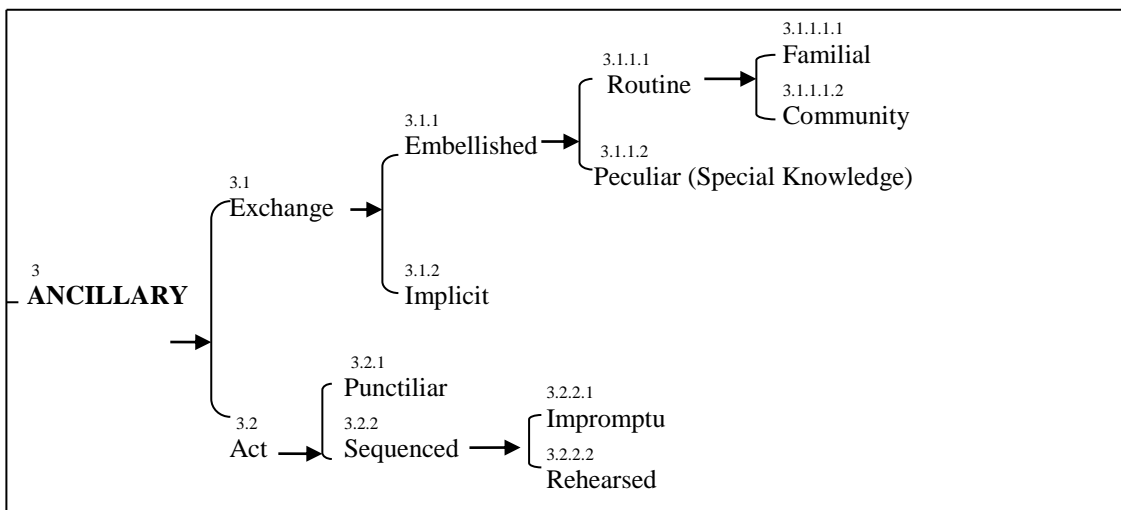 3.1.1.1.1
Familial
3.1.1.1
Routine
3.1.1.1.2
Community
3.1.1
Embellished
3.1.1.2
Peculiar (Special Knowledge)
3.1
Exchange
3.1.2
Implicit
3
ANCILLARY
3.2.1
Punctiliar
3.2
Act
3.2.2
Sequenced
3.2.2.1
Impromptu
3.2.2.2
Rehearsed